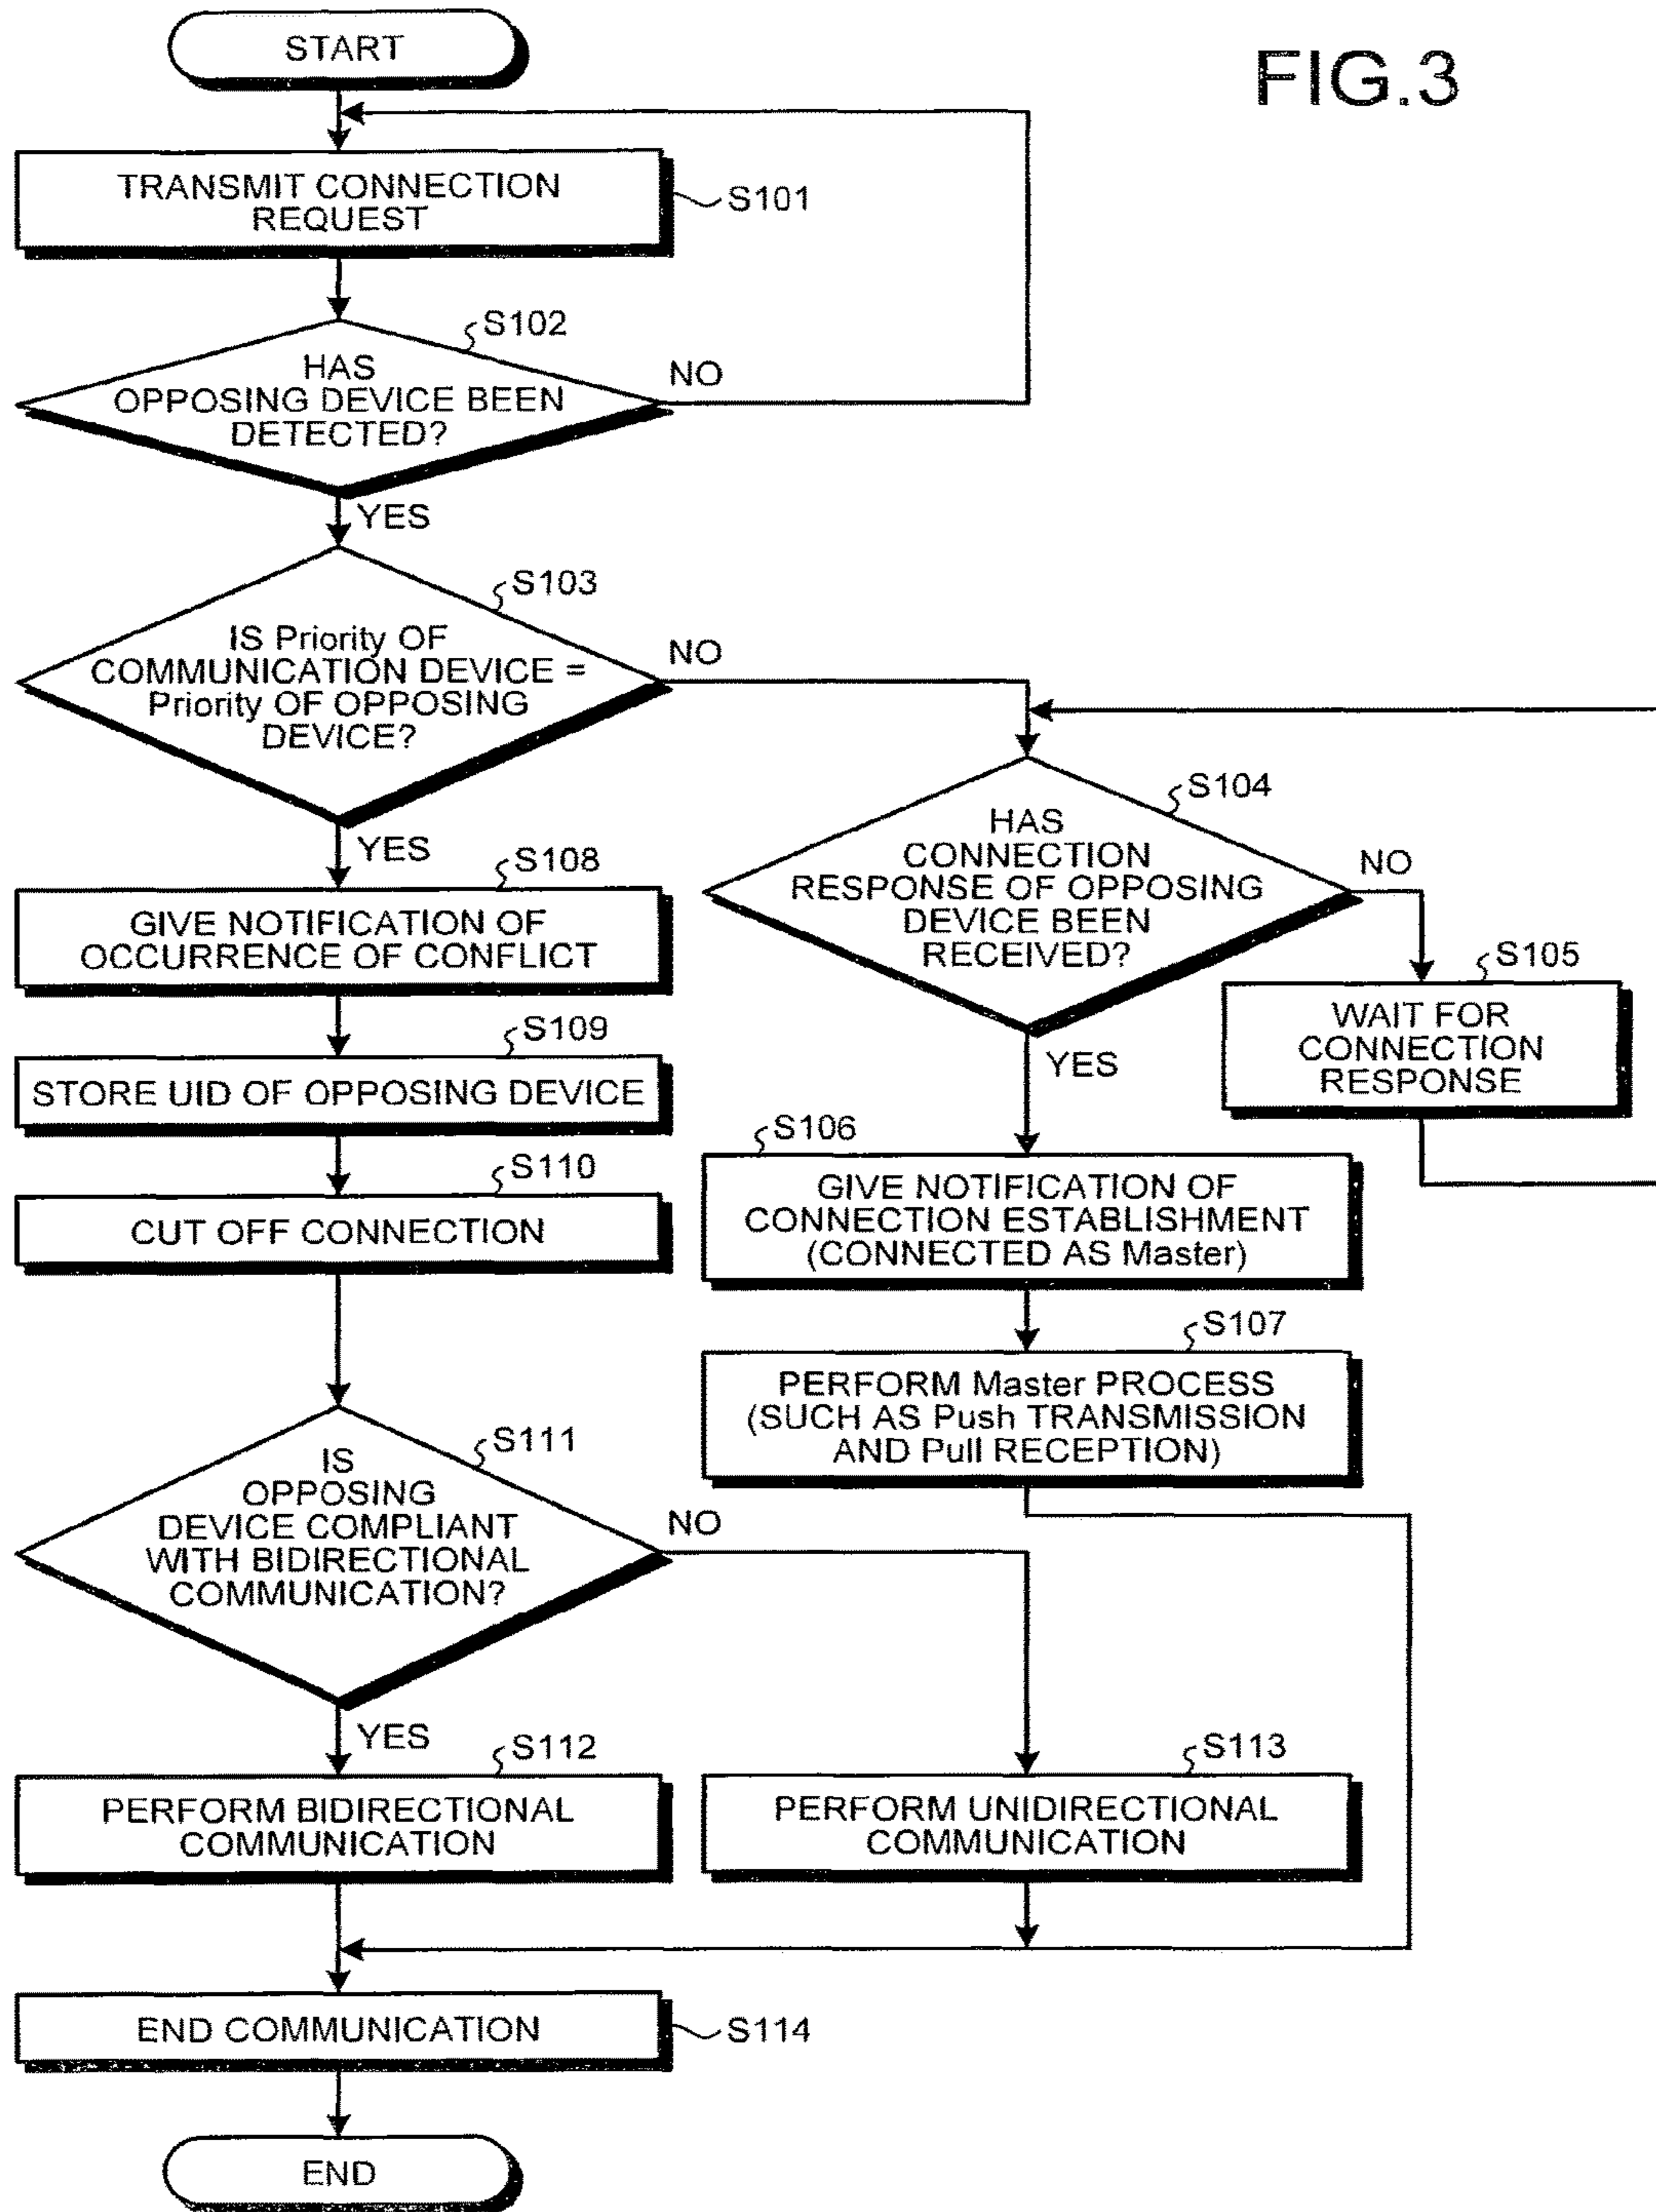 FIG.3
START
TRANSMIT CONNECTION
REQUEST
S101
S102
HAS
OPPOSING DEVICE BEEN
DETECTED?
NO
YES
S103
IS Priority OF
COMMUNICATION DEVICE =
Priority OF OPPOSING
DEVICE?
NO
YES
S104
HAS
CONNECTION
RESPONSE OF OPPOSING
DEVICE BEEN
RECEIVED?
NO
YES
S105
WAIT FOR
CONNECTION
RESPONSE
S106
GIVE NOTIFICATION OF
CONNECTION ESTABLISHMENT
(CONNECTED AS Master)
S107
PERFORM Master PROCESS
(SUCH AS Push TRANSMISSION
AND Pull RECEPTION)
S108
GIVE NOTIFICATION OF
OCCURRENCE OF CONFLICT
S109
STORE UID OF OPPOSING DEVICE
S110
CUT OFF CONNECTION
S111
IS
OPPOSING
DEVICE COMPLIANT
WITH BIDIRECTIONAL
COMMUNICATION?
NO
YES
S112
PERFORM BIDIRECTIONAL
COMMUNICATION
S113
PERFORM UNIDIRECTIONAL
COMMUNICATION
END COMMUNICATION
S114
END